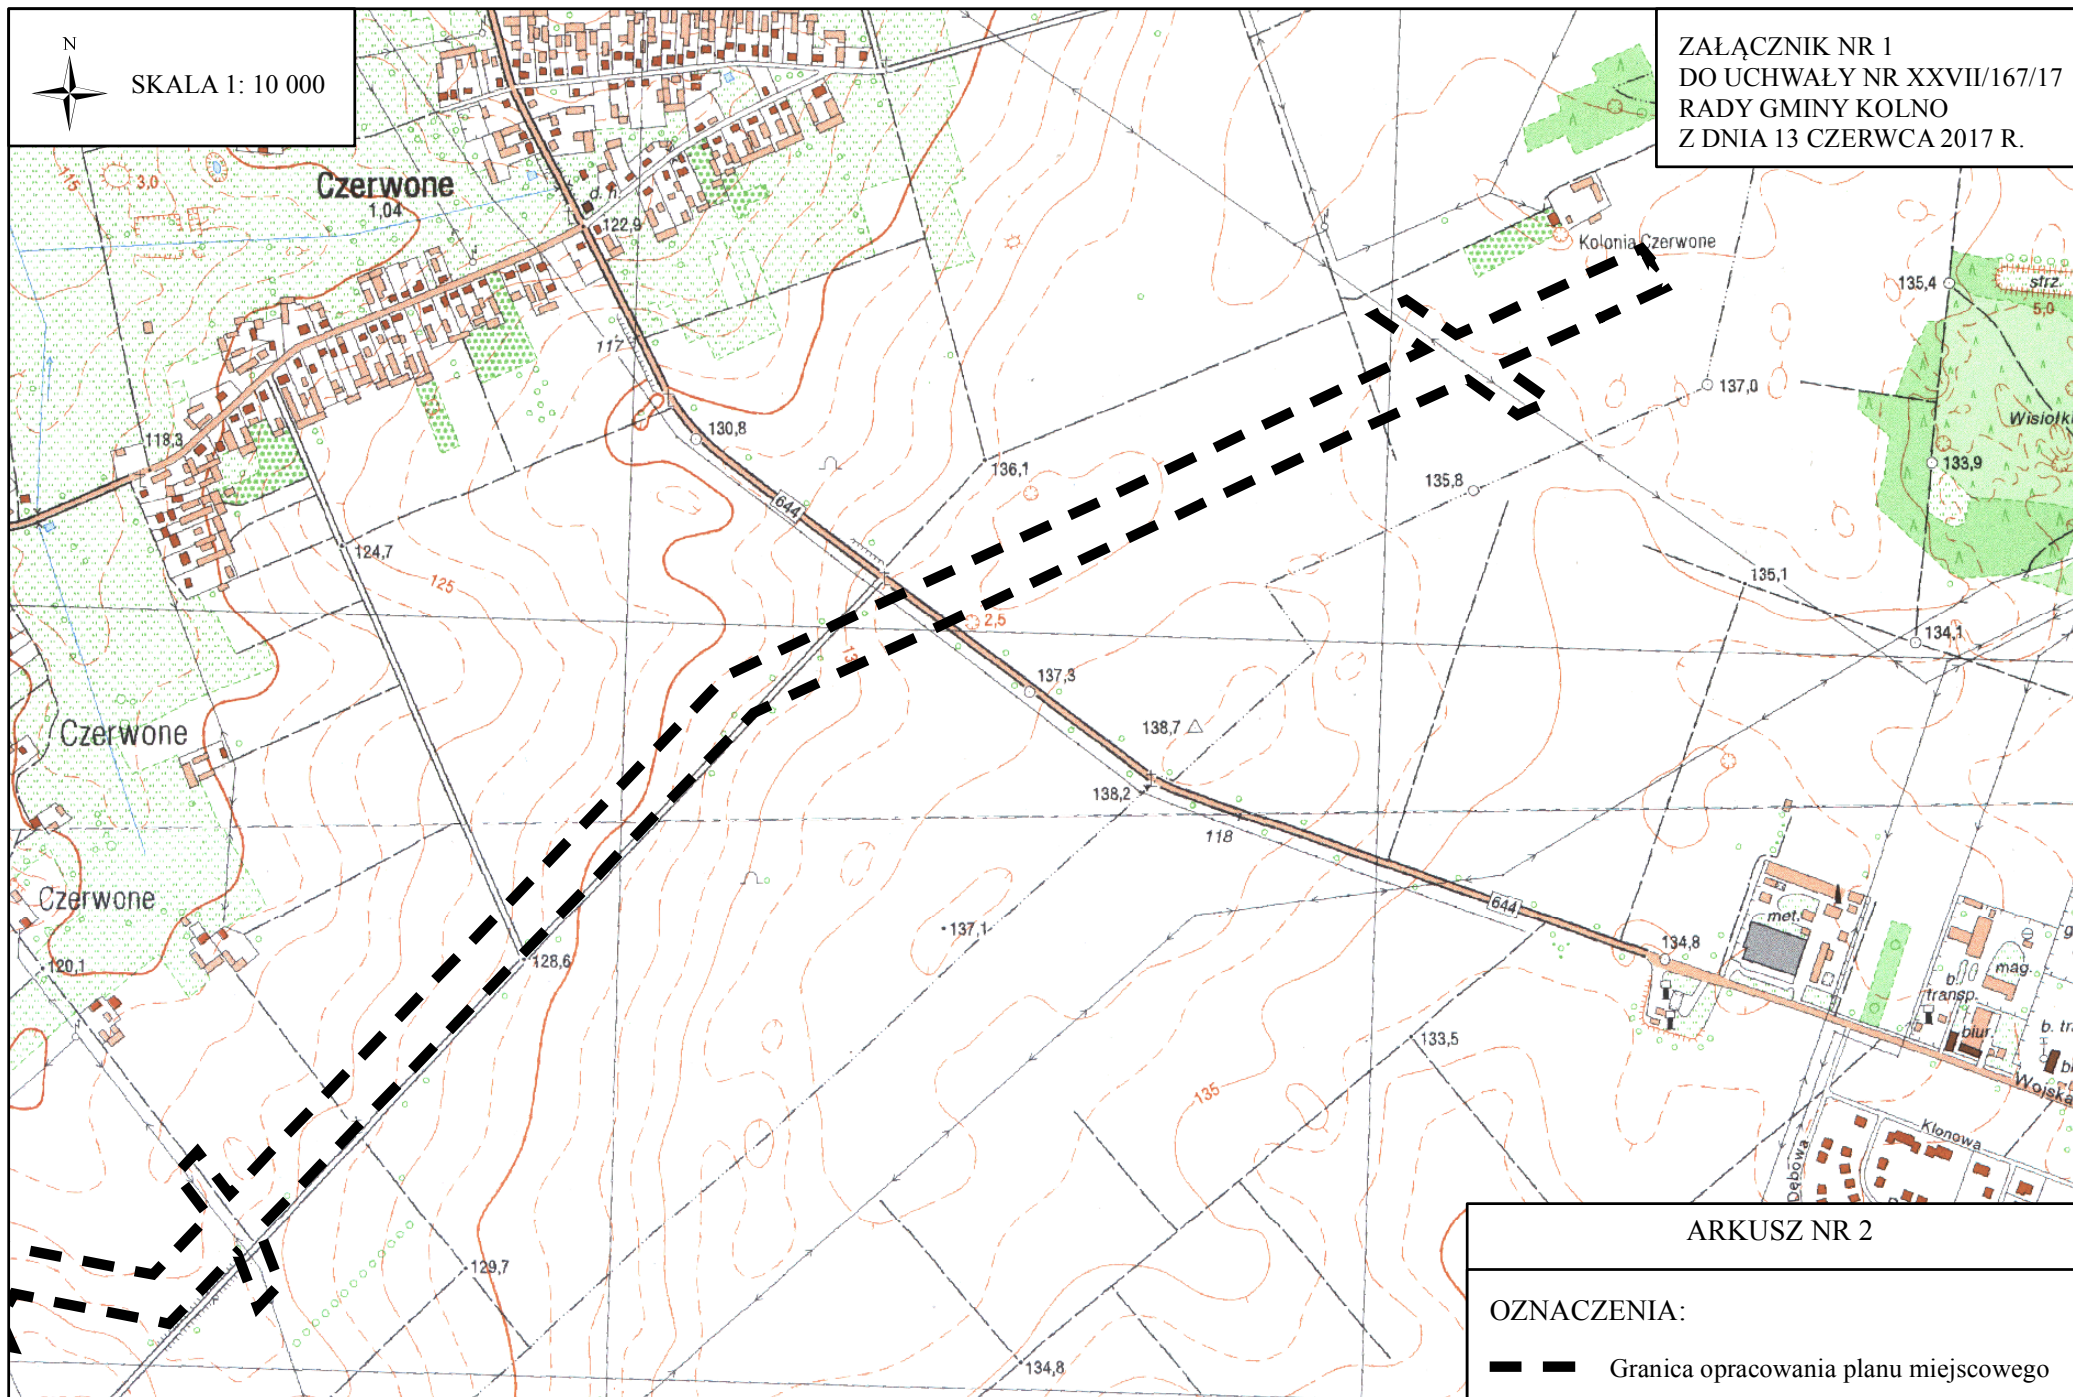 N
SKALA 1: 10 000
ZAŁĄCZNIK NR 1
DO UCHWAŁY NR XXVII/167/17
RADY GMINY KOLNO
Z DNIA 13 CZERWCA 2017 R.
115
3,0
Czerwone
1,04
d. h.
122,9
Kolonia Czerwone
135,4
strz.
5,0
117
137,0
118,3
130,8
Wisiołki
136,1
133,9
135,8
644
124,7
125
135,1
2,5
134,1
137,3
Czerwone
138,7
138,2
118
Czerwone
644
met.
137,1
134,8
128,6
120,1
mag.
b.
transp.
biur.
b. tr
133,5
Wojska
135
Klonowa
Dębowa
129,7
134,8
ARKUSZ NR 2
OZNACZENIA:
Granica opracowania planu miejscowego